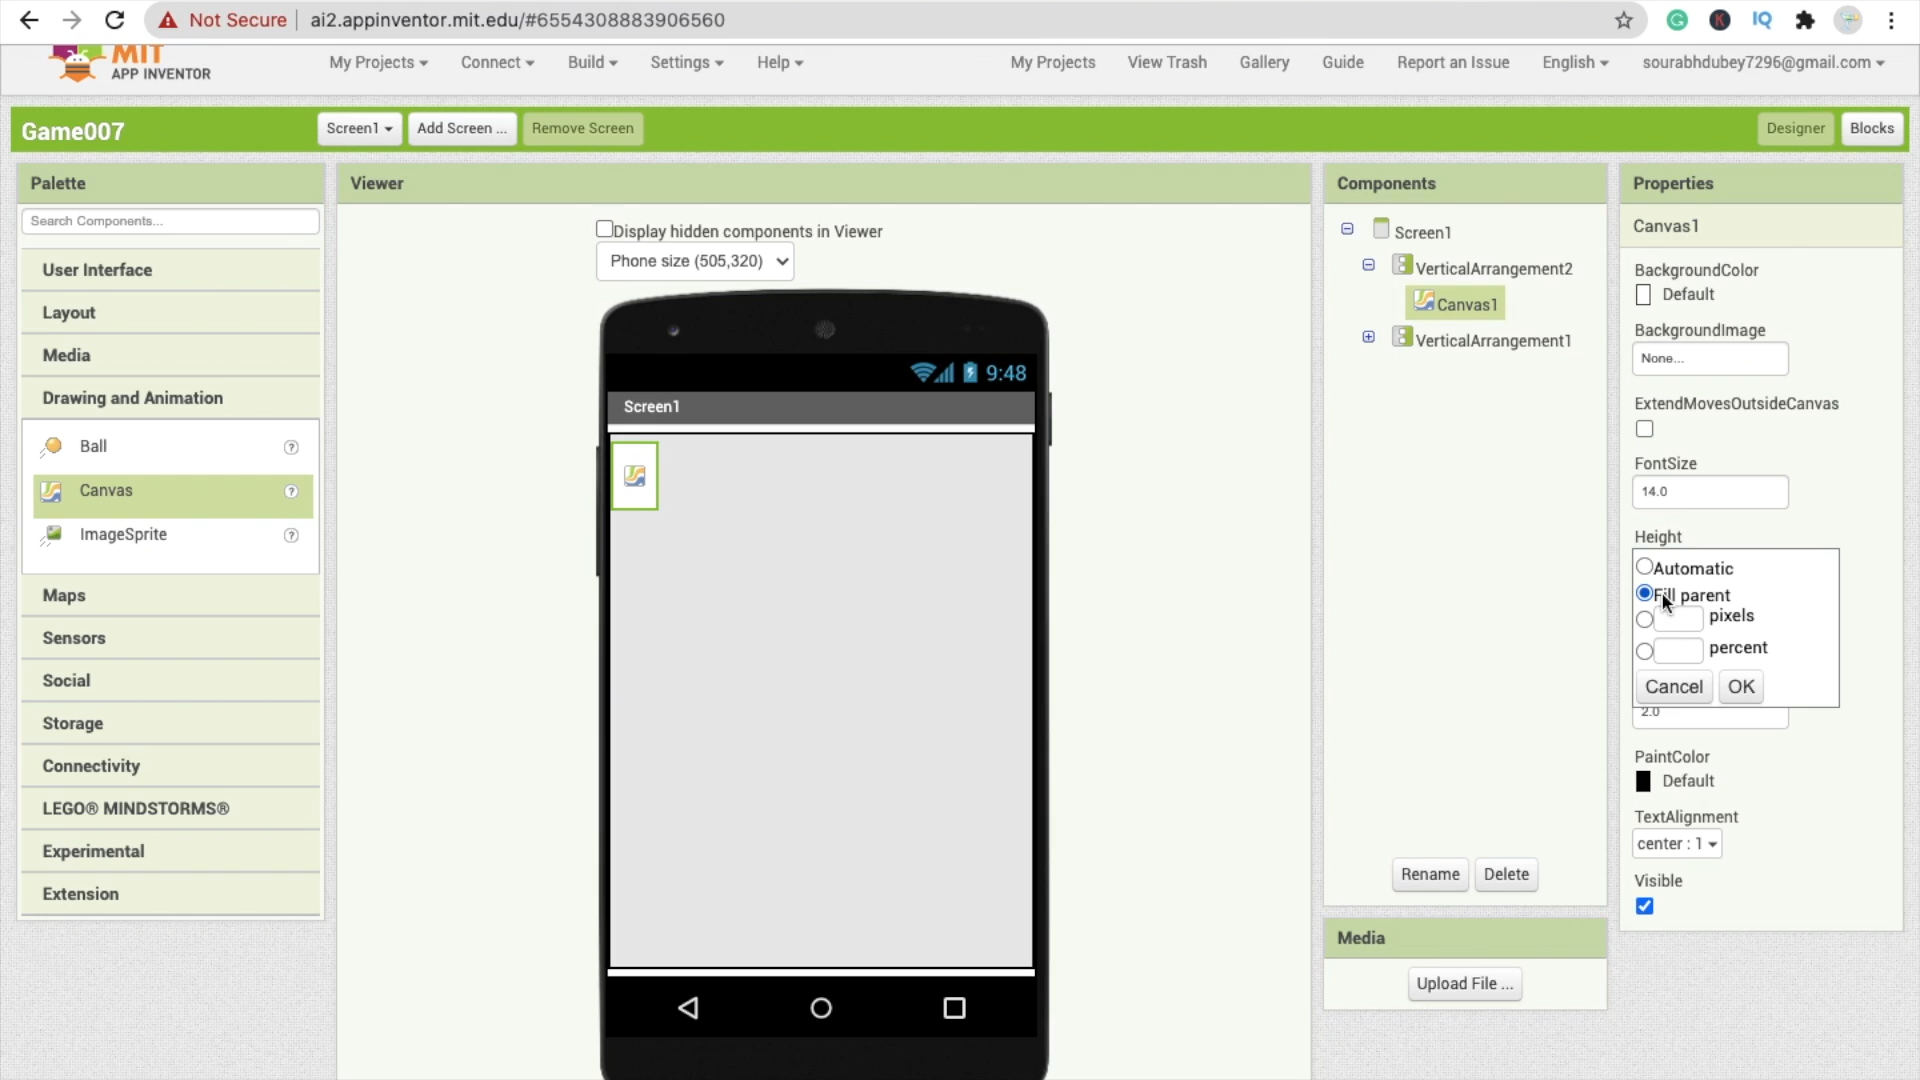 Not Secure
ai2.appinventor.mit.edu/#6554308883906560
MIT
APP INVENTOR
My Projects
Connect
Build
Settings
Help
My Projects
View Trash
Gallery
Guide
Report an Issue
English
sourabhdubey7296@gmail.com
Game007
Screen1
Add Screen ...
Remove Screen
Designer
Blocks
Palette
Search Components...
User Interface
Layout
Media
Drawing and Animation
Ball
?
Canvas
?
ImageSprite
?
Maps
Sensors
Social
Storage
Connectivity
LEGO® MINDSTORMS®
Experimental
Extension
Viewer
Display hidden components in Viewer
Phone size (505,320)
9:48
Screen1
Components
Screen1
VerticalArrangement2
Canvas1
VerticalArrangement1
Rename
Delete
Media
Upload File ...
Properties
Canvas1
BackgroundColor
Default
BackgroundImage
None...
ExtendMovesOutsideCanvas
FontSize
14.0
Height
Automatic
Fill parent
pixels
percent
Cancel
OK
2.0
PaintColor
Default
TextAlignment
center : 1
Visible